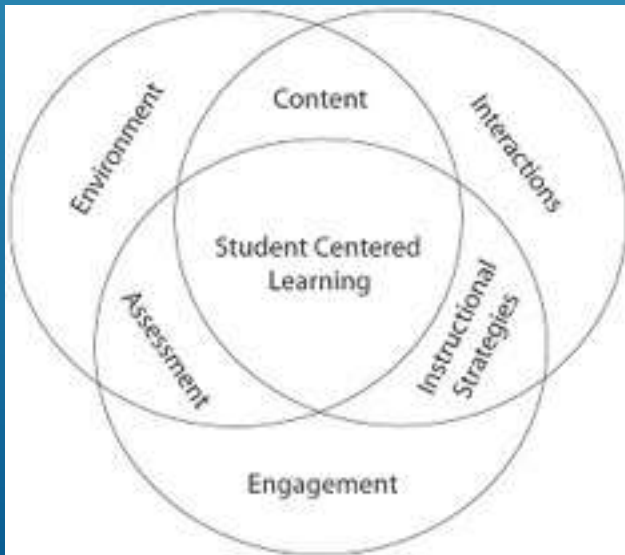 Content
Environment
Interactions
Student Centered
Learning
Assessment
Instructional
Strategies
Engagement